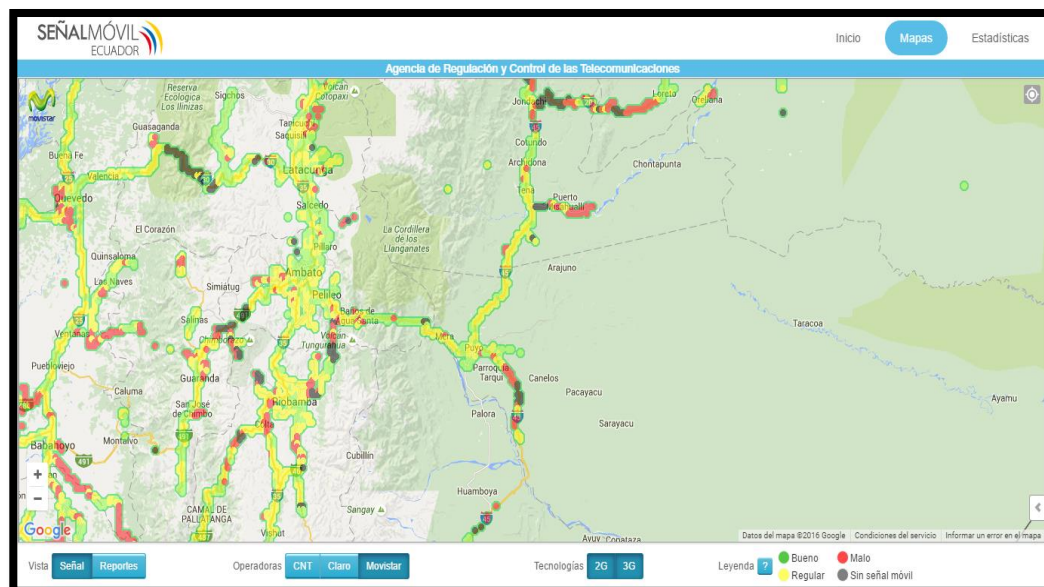 SEÑALMÓVIL
ECUADOR
Inicio
Mapas
Estadísticas
Agencia de Regulación y Control de las Telecomunicaciones
movistar
Reserva
Ecológica
Los Ilinizas
Sigchos
Volcán
Cotopaxi
Guasaganda
Saquisilí
Buena Fe
Valencia
Latacunga
Quevedo
Salcedo
El Corazón
Píllaro
La Cordillera
de los
Llanganates
Quinsaloma
Las Naves
Simiatug
Ambato
Pelileo
Salinas
Chimborazo
Volcán
Tungurahua
Ventanas
Mera
Puyo
Puebloviejo
Guaranda
Caluma
San José
de Chimbo
Riobamba
Parroquia
Tarqui
Canelos
Pacayacu
Palora
Sarayacu
Babahoyo
Montalvo
491
Cubillín
Huamboya
CAMAL DE
PALLATANGA
Sangay
Jondachi
Loreto
Orellana
Cotundo
Archidona
Chontapunta
Tena
Puerto
Misahuallí
Arajuno
Taracoa
Ayamu
+
−
Google
Datos del mapa ©2016 Google
Condiciones del servicio
Informar un error en el mapa
Vista
Señal
Reportes
Operadoras
CNT
Claro
Movistar
Tecnologías
2G
3G
Leyenda
?
Bueno
Malo
Regular
Sin señal móvil